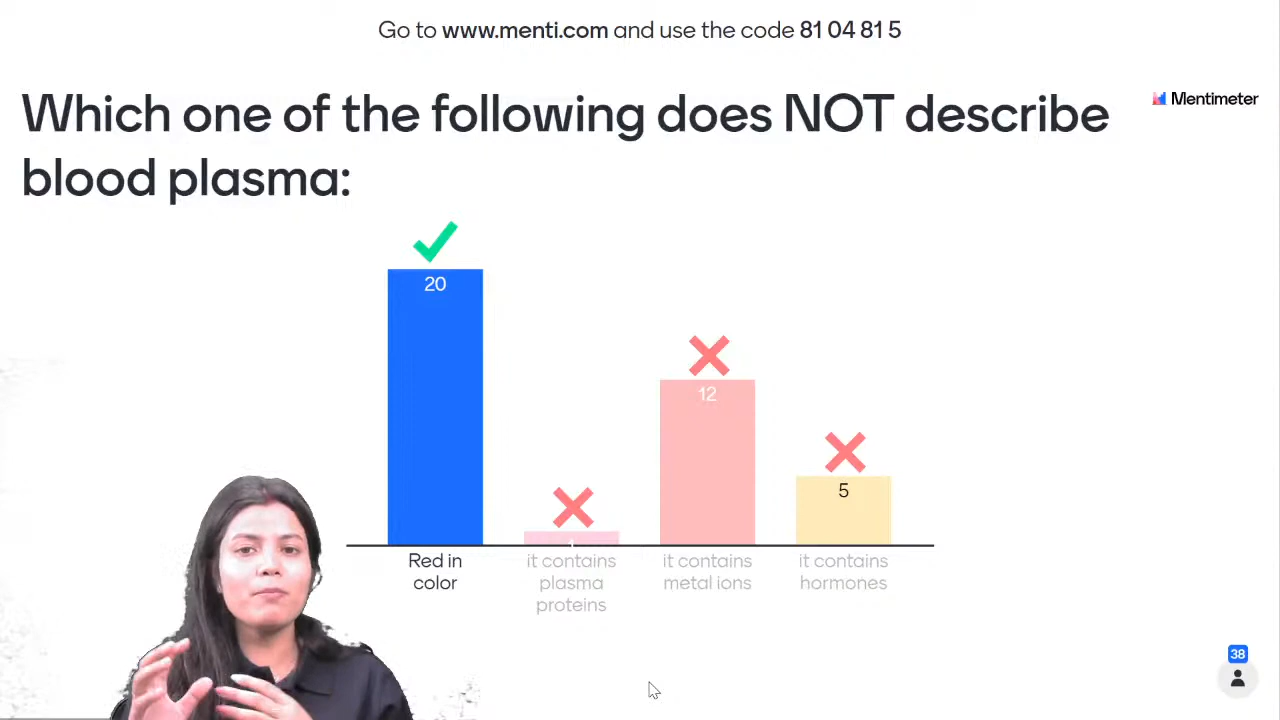 Go to www.menti.com and use the code 81 04 81 5
Which one of the following does NOT describe
Mentimeter
blood plasma:
20
12
5
Red in
color
it contains
plasma
proteins
it contains
metal ions
it contains
hormones
38